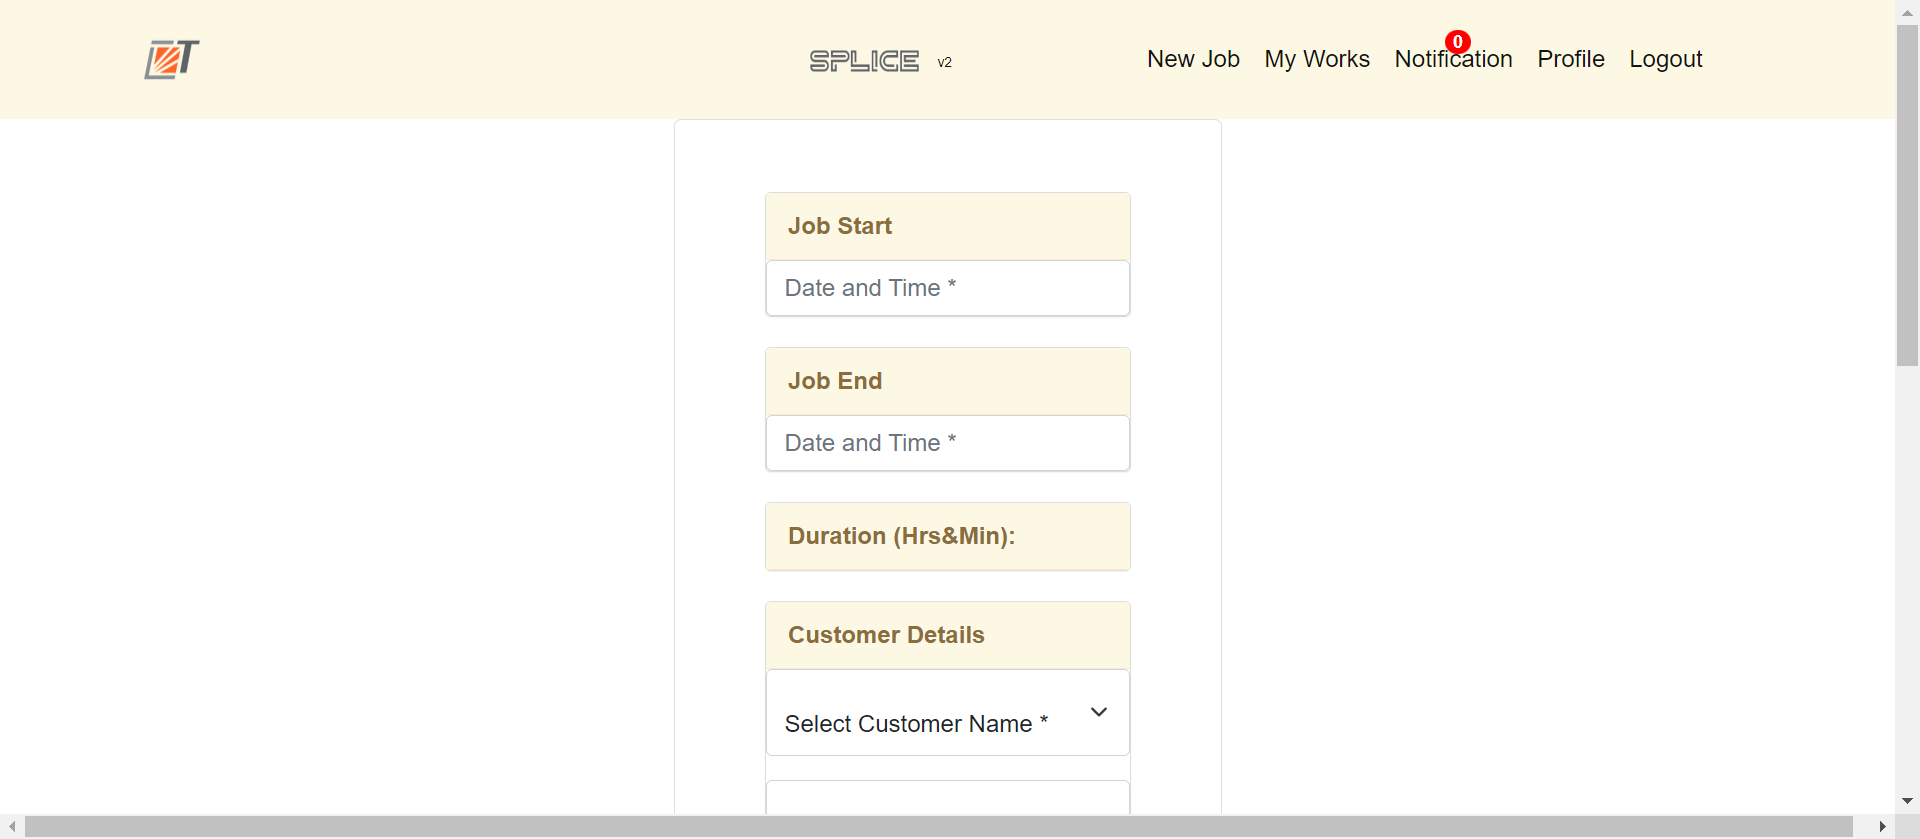 T
SPLICE v2
New Job My Works Notification 0 Profile Logout
Job Start
Date and Time *
Job End
Date and Time *
Duration (Hrs&Min):
Customer Details
Select Customer Name *